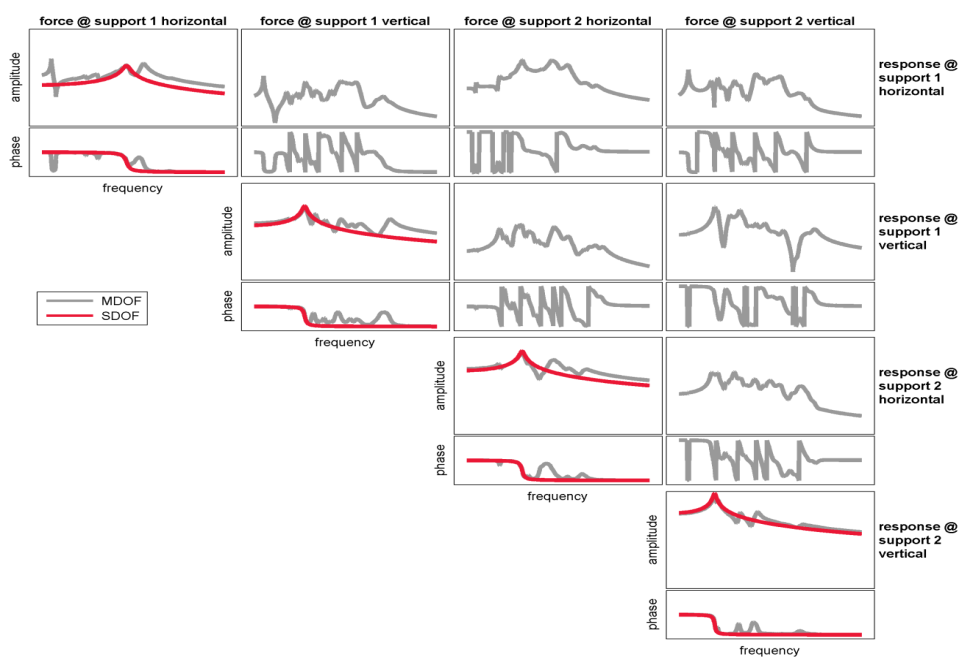 force @ support 1 horizontal
force @ support 1 vertical
force @ support 2 horizontal
force @ support 2 vertical
amplitude
response @
support 1
horizontal
phase
frequency
amplitude
response @
support 1
vertical
MDOF
SDOF
phase
frequency
amplitude
response @
support 2
horizontal
phase
frequency
amplitude
response @
support 2
vertical
phase
frequency